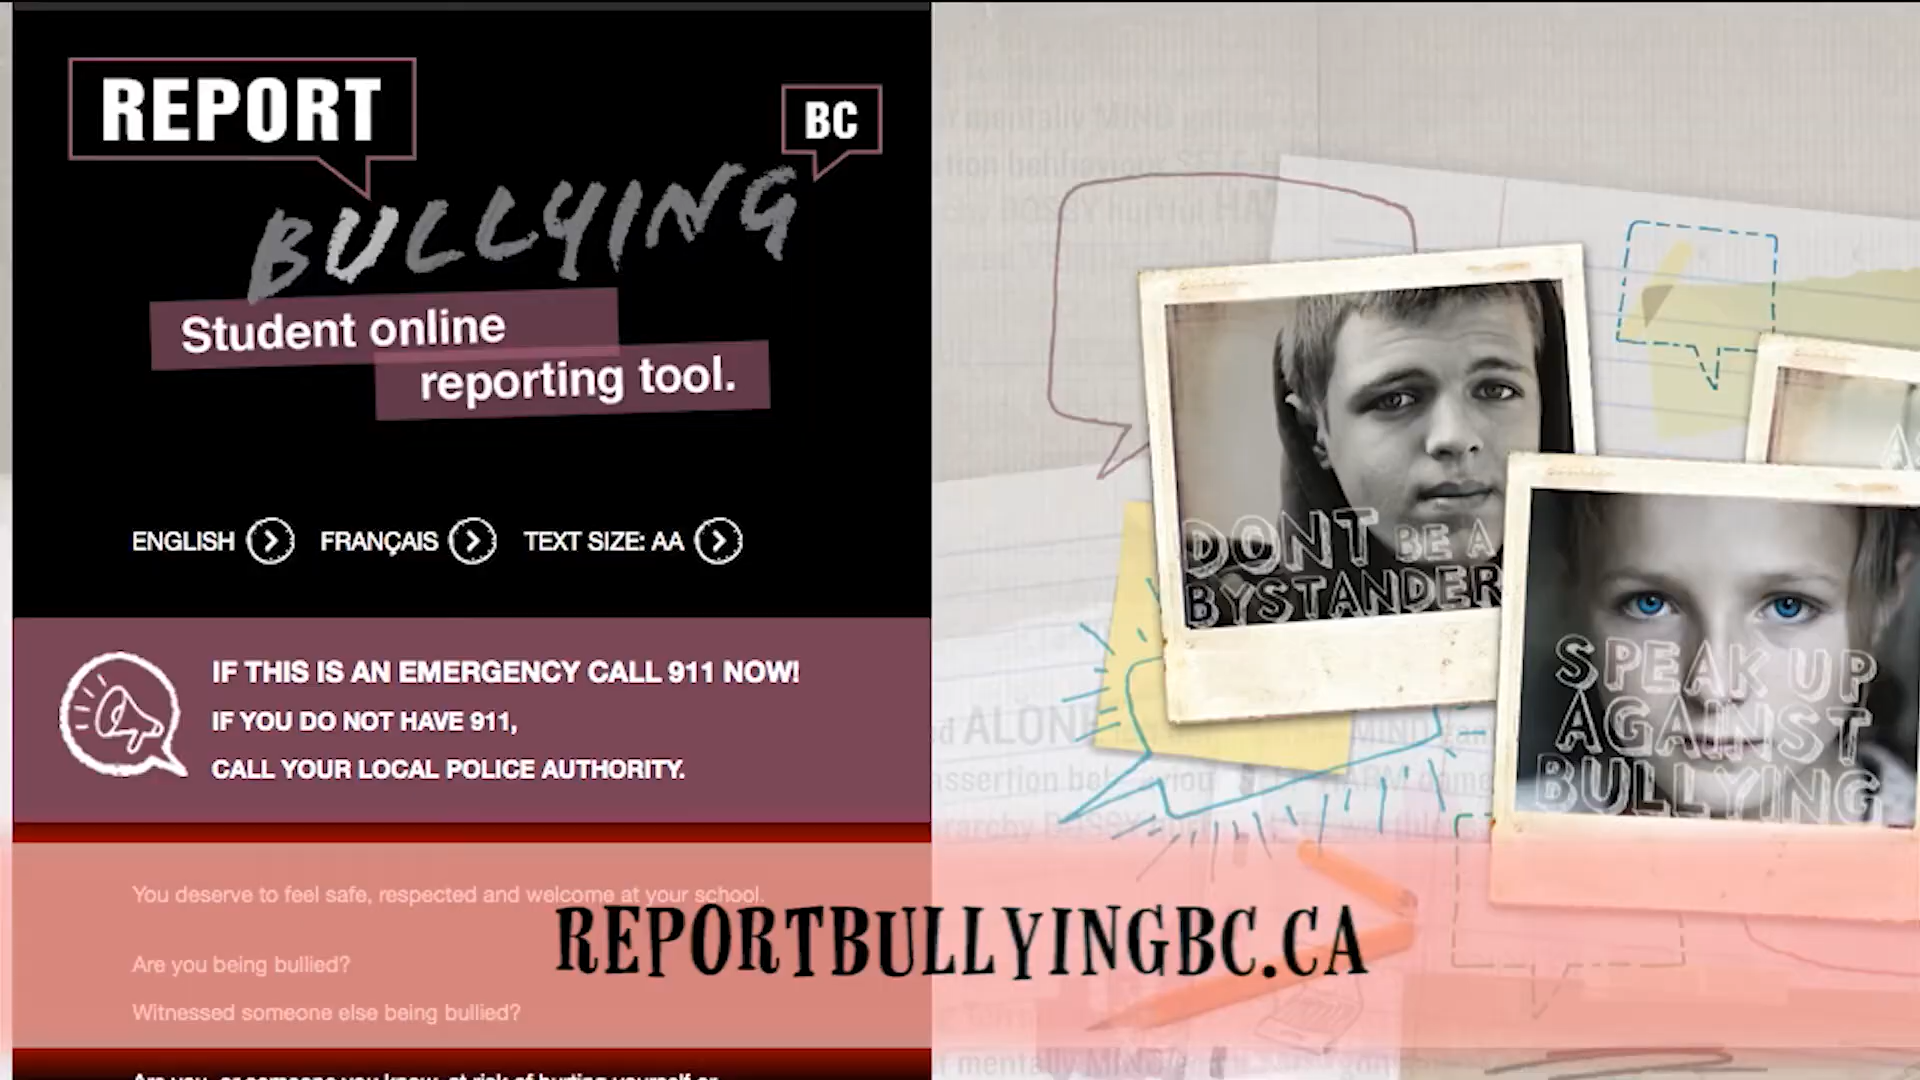 REPORT
BC
BULLYING
Student online
reporting tool.
ENGLISH
FRANÇAIS
TEXT SIZE: AA
IF THIS IS AN EMERGENCY CALL 911 NOW!
IF YOU DO NOT HAVE 911,
CALL YOUR LOCAL POLICE AUTHORITY.
You deserve to feel safe, respected and welcome at your school.
Are you being bullied?
Witnessed someone else being bullied?
REPORTBULLYINGBC.CA
DONT BE A
BYSTANDER
SPEAK UP
AGAINST
BULLYING
ALONE
mentally MIND